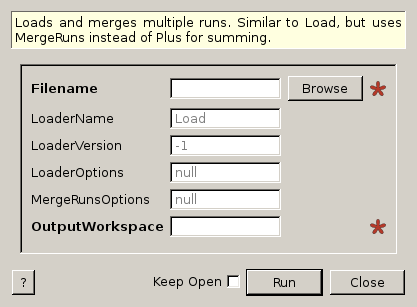 Loads and merges multiple runs. Similar to Load, but uses
MergeRuns instead of Plus for summing.
Filename Browse *
LoaderName Load
LoaderVersion -1
LoaderOptions null
MergeRunsOptions null
OutputWorkspace *
? Keep Open Run Close